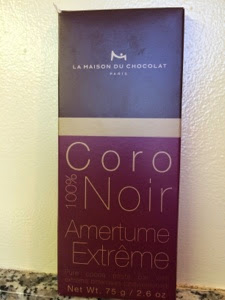 LA MAISON DU CHOCOLAT
PARIS
100%
Coro
Noir
Amertume
Extrême
Net Wt. 75 g / 2.6 oz